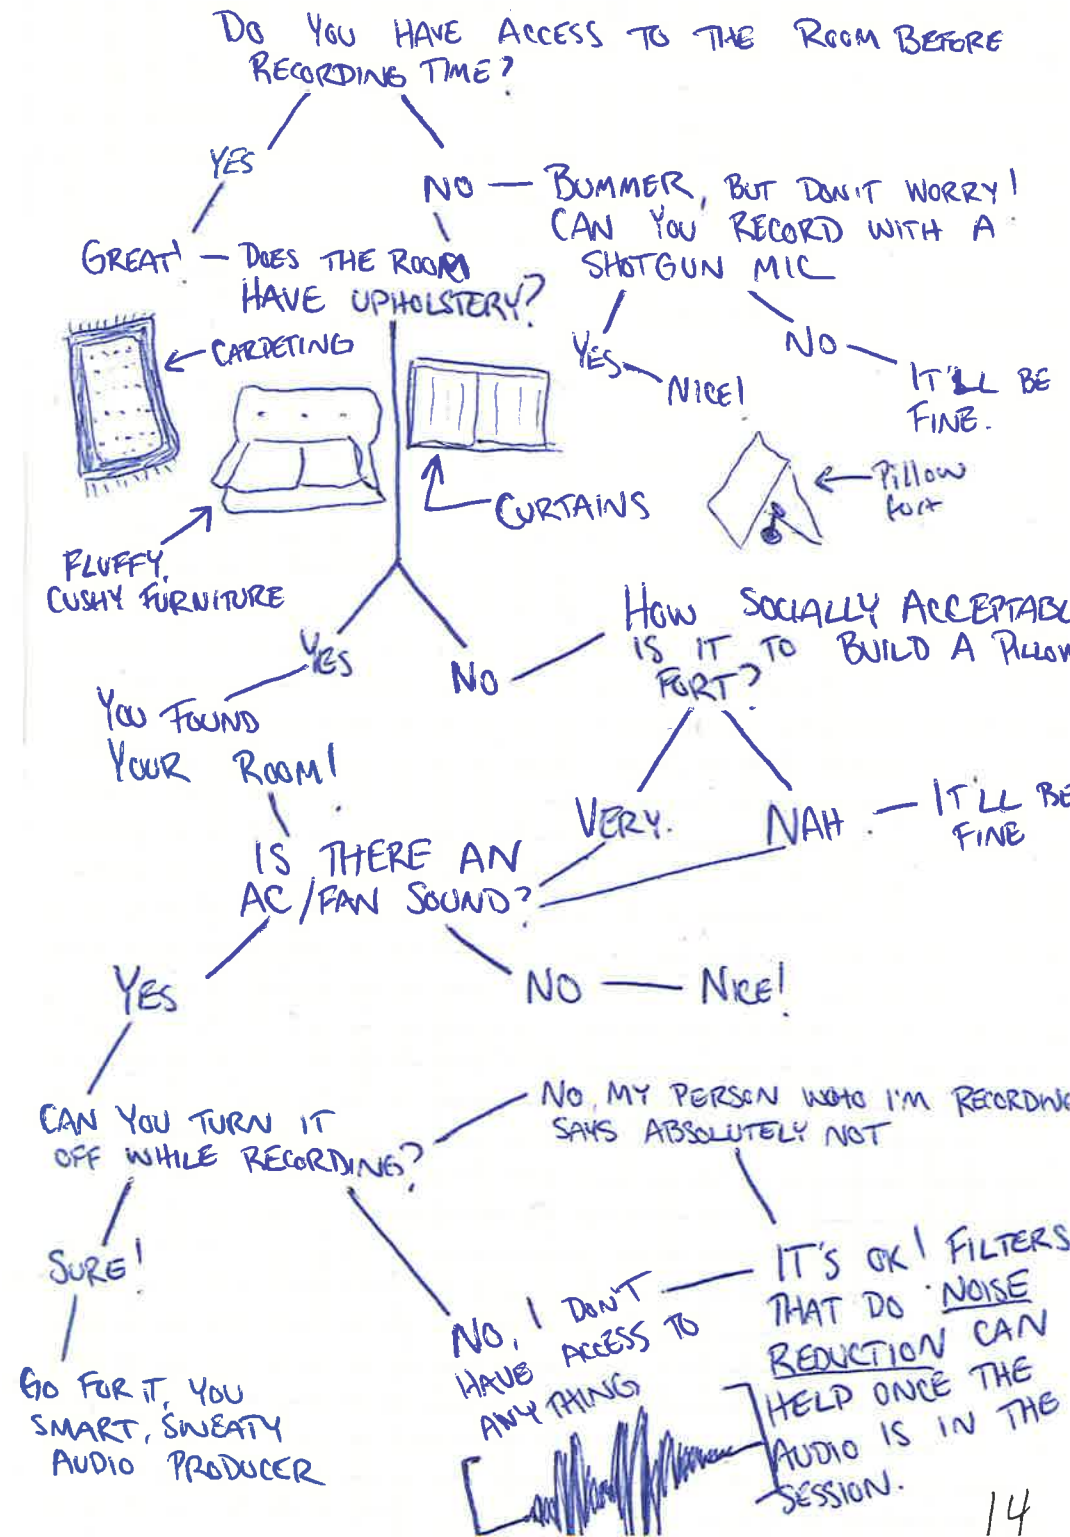 DO YOU HAVE ACCESS TO THE ROOM BEFORE
RECORDING TIME?
YES
NO — BUMMER, BUT DON'T WORRY!
CAN YOU RECORD WITH A
SHOTGUN MIC
GREAT! — DOES THE ROOM
HAVE UPHOLSTERY?
YES
NICE!
NO
IT'LL BE
FINE.
CARPETING
CURTAINS
Pillow
fort
FLUFFY,
CUSHY FURNITURE
YES
NO
HOW SOCIALLY ACCEPTABL
IS IT TO BUILD A PILLOW
FORT?
YOU FOUND
YOUR ROOM!
VERY.
NAH — IT'LL BE
FINE
IS THERE AN
AC/FAN SOUND?
YES
NO — NICE!
CAN YOU TURN IT
OFF WHILE RECORDING?
NO, MY PERSON WHO I'M RECORDING
SAYS ABSOLUTELY NOT
SURE!
NO, I DON'T
HAVE ACCESS TO
ANYTHING
IT'S OK! FILTERS
THAT DO NOISE
REDUCTION CAN
HELP ONCE THE
AUDIO IS IN THE
SESSION.
GO FOR IT, YOU
SMART, SWEATY
AUDIO PRODUCER
14